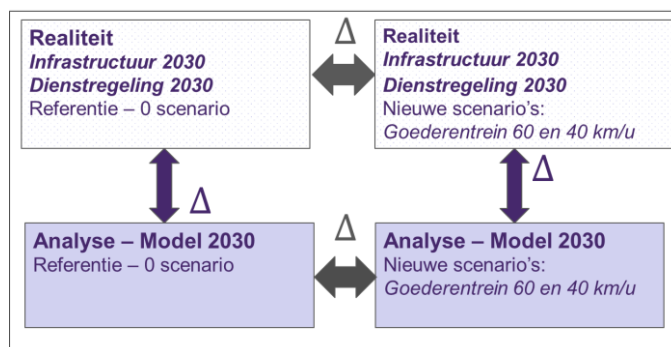 Realiteit
Infrastructuur 2030
Dienstregeling 2030
Referentie – 0 scenario
Δ
Realiteit
Infrastructuur 2030
Dienstregeling 2030
Nieuwe scenario's:
Goederentrein 60 en 40 km/u
Δ
Δ
Analyse – Model 2030
Referentie – 0 scenario
Δ
Analyse – Model 2030
Nieuwe scenario's:
Goederentrein 60 en 40 km/u